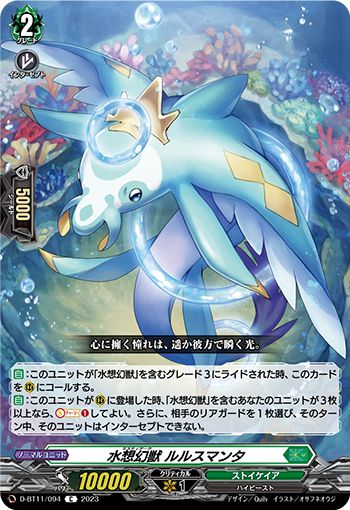 2
グレード
インターセプト
5000
シールド
心に擁く憧れは、遥か彼方で瞬く光。
自:このユニットが「水想幻獣」を含むグレード3にライドされた時、このカードをRにコールする。
自:このユニットがRに登場した時、「水想幻獣」を含むあなたのユニットが3枚以上なら、【コスト】1してよい。さらに、相手のリアガードを1枚選び、そのターン中、そのユニットはインターセプトできない。
ノーマルユニット
水想幻獣 ルルスマンタ
パワー
10000
クリティカル
1
ストイケイア
ハイビースト
D-BT11/094 C 2023
デザイン/Quily イラスト/オサフネオウジ